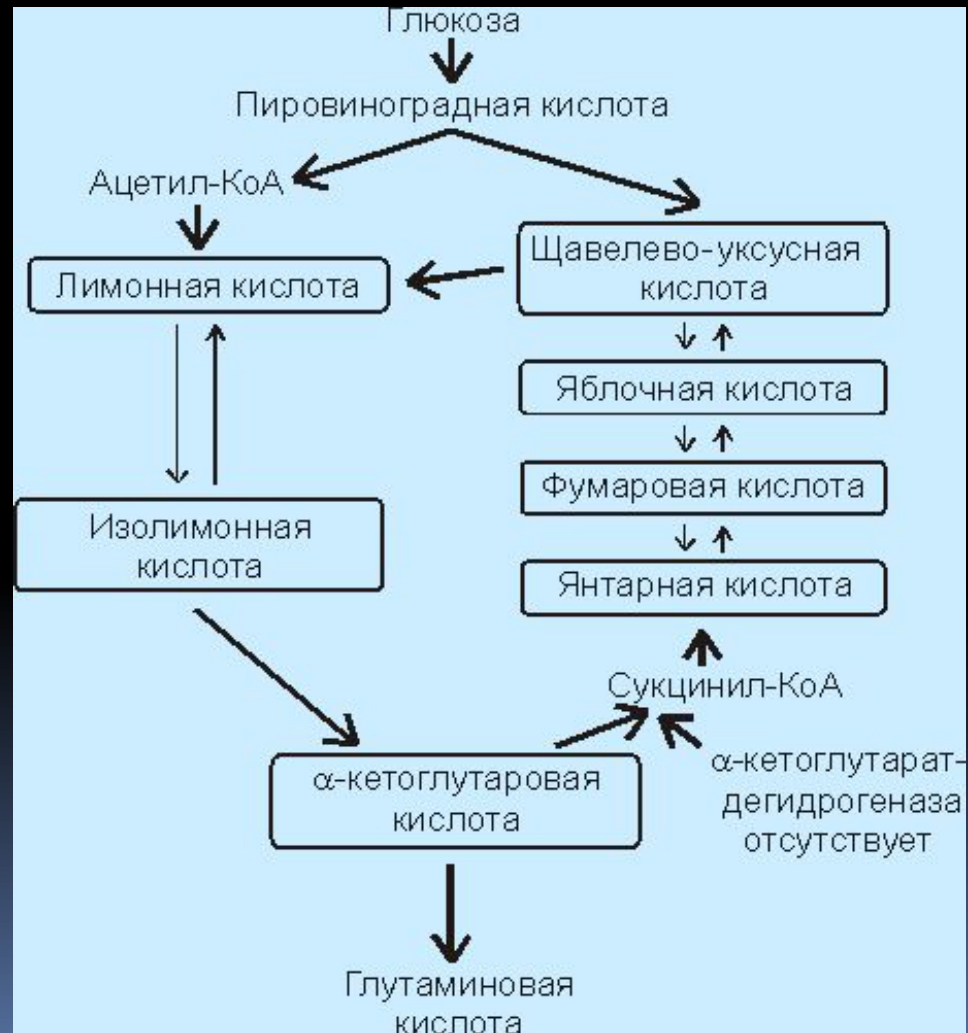 Глюкоза
Пировиноградная кислота
Ацетил-КоА
Щавелево-уксусная
кислота
Лимонная кислота
Яблочная кислота
Фумаровая кислота
Изолимонная
кислота
Янтарная кислота
Сукцинил-КоА
α-кетоглутаровая
кислота
α-кетоглутарат-
дегидрогеназа
отсутствует
Глутаминовая
кислота